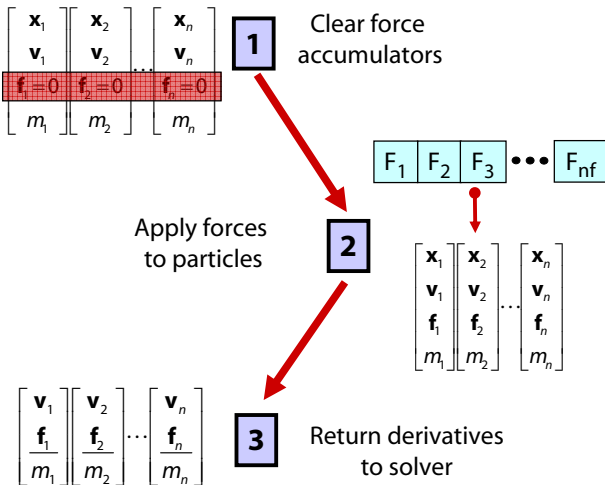 x₁ x₂ xₙ
v₁ v₂ ... vₙ
f₁=0 f₂=0 fₙ=0
m₁ m₂ mₙ
1
Clear force
accumulators
F₁ F₂ F₃ ••• Fnf
Apply forces
to particles
2
x₁ x₂ xₙ
v₁ v₂ vₙ
f₁ f₂ ... fₙ
m₁ m₂ mₙ
v₁ v₂ vₙ
f₁ f₂ ... fₙ
m₁ m₂ mₙ
3
Return derivatives
to solver